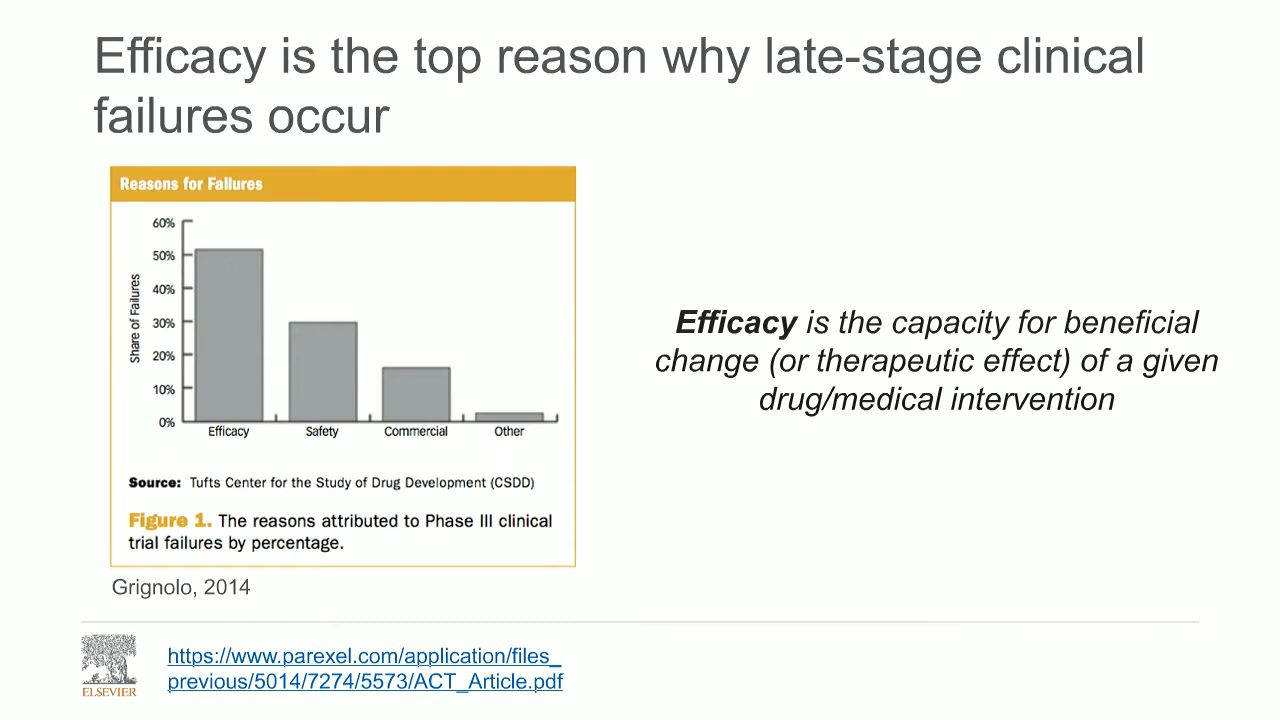 Efficacy is the top reason why late-stage clinical
failures occur
Reasons for Failures
Share of Failures
60%
50%
40%
30%
20%
10%
0%
Efficacy Safety Commercial Other
Source: Tufts Center for the Study of Drug Development (CSDD)
Figure 1. The reasons attributed to Phase III clinical
trial failures by percentage.
Grignolo, 2014
Efficacy is the capacity for beneficial
change (or therapeutic effect) of a given
drug/medical intervention
ELSEVIER
https://www.parexel.com/application/files_
previous/5014/7274/5573/ACT_Article.pdf